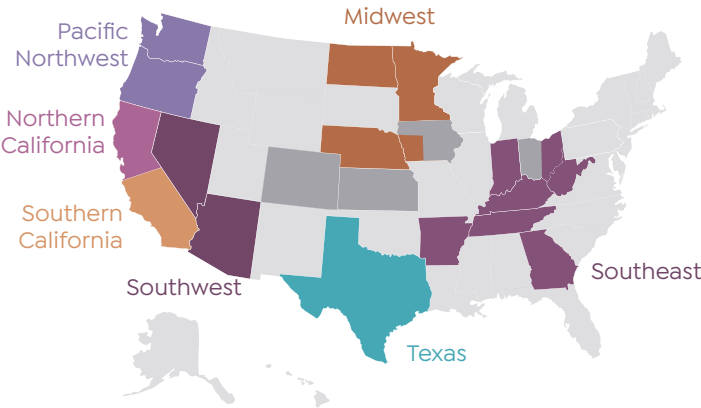 Midwest
Pacific
Northwest
Northern
California
Southern
California
Southwest
Southeast
Texas